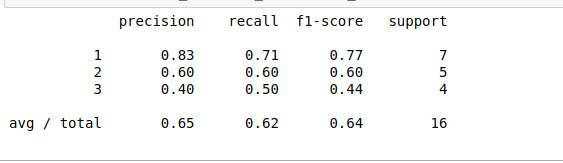 precision recall f1-score support
1 0.83 0.71 0.77 7
2 0.60 0.60 0.60 5
3 0.40 0.50 0.44 4
avg / total 0.65 0.62 0.64 16